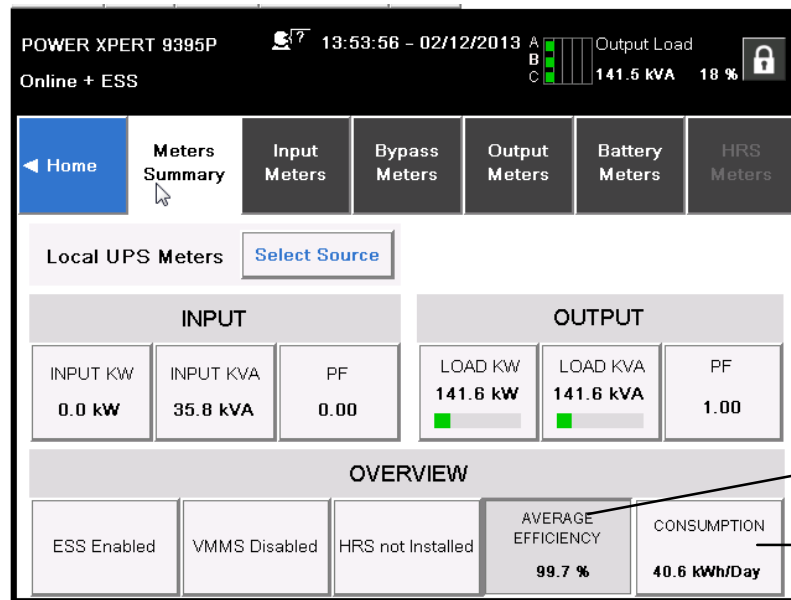 POWER XPERT 9395P
? 13:53:56 - 02/12/2013
A
B
C
Output Load
141.5 kVA 18 %
Online + ESS
Home
Meters Summary
Input Meters
Bypass Meters
Output Meters
Battery Meters
HRS Meters
Local UPS Meters
Select Source
INPUT
OUTPUT
INPUT KW
0.0 kW
INPUT KVA
35.8 kVA
PF
0.00
LOAD KW
141.6 kW
LOAD KVA
141.6 kVA
PF
1.00
OVERVIEW
ESS Enabled
VMMS Disabled
HRS not Installed
AVERAGE
EFFICIENCY
99.7 %
CONSUMPTION
40.6 kWh/Day